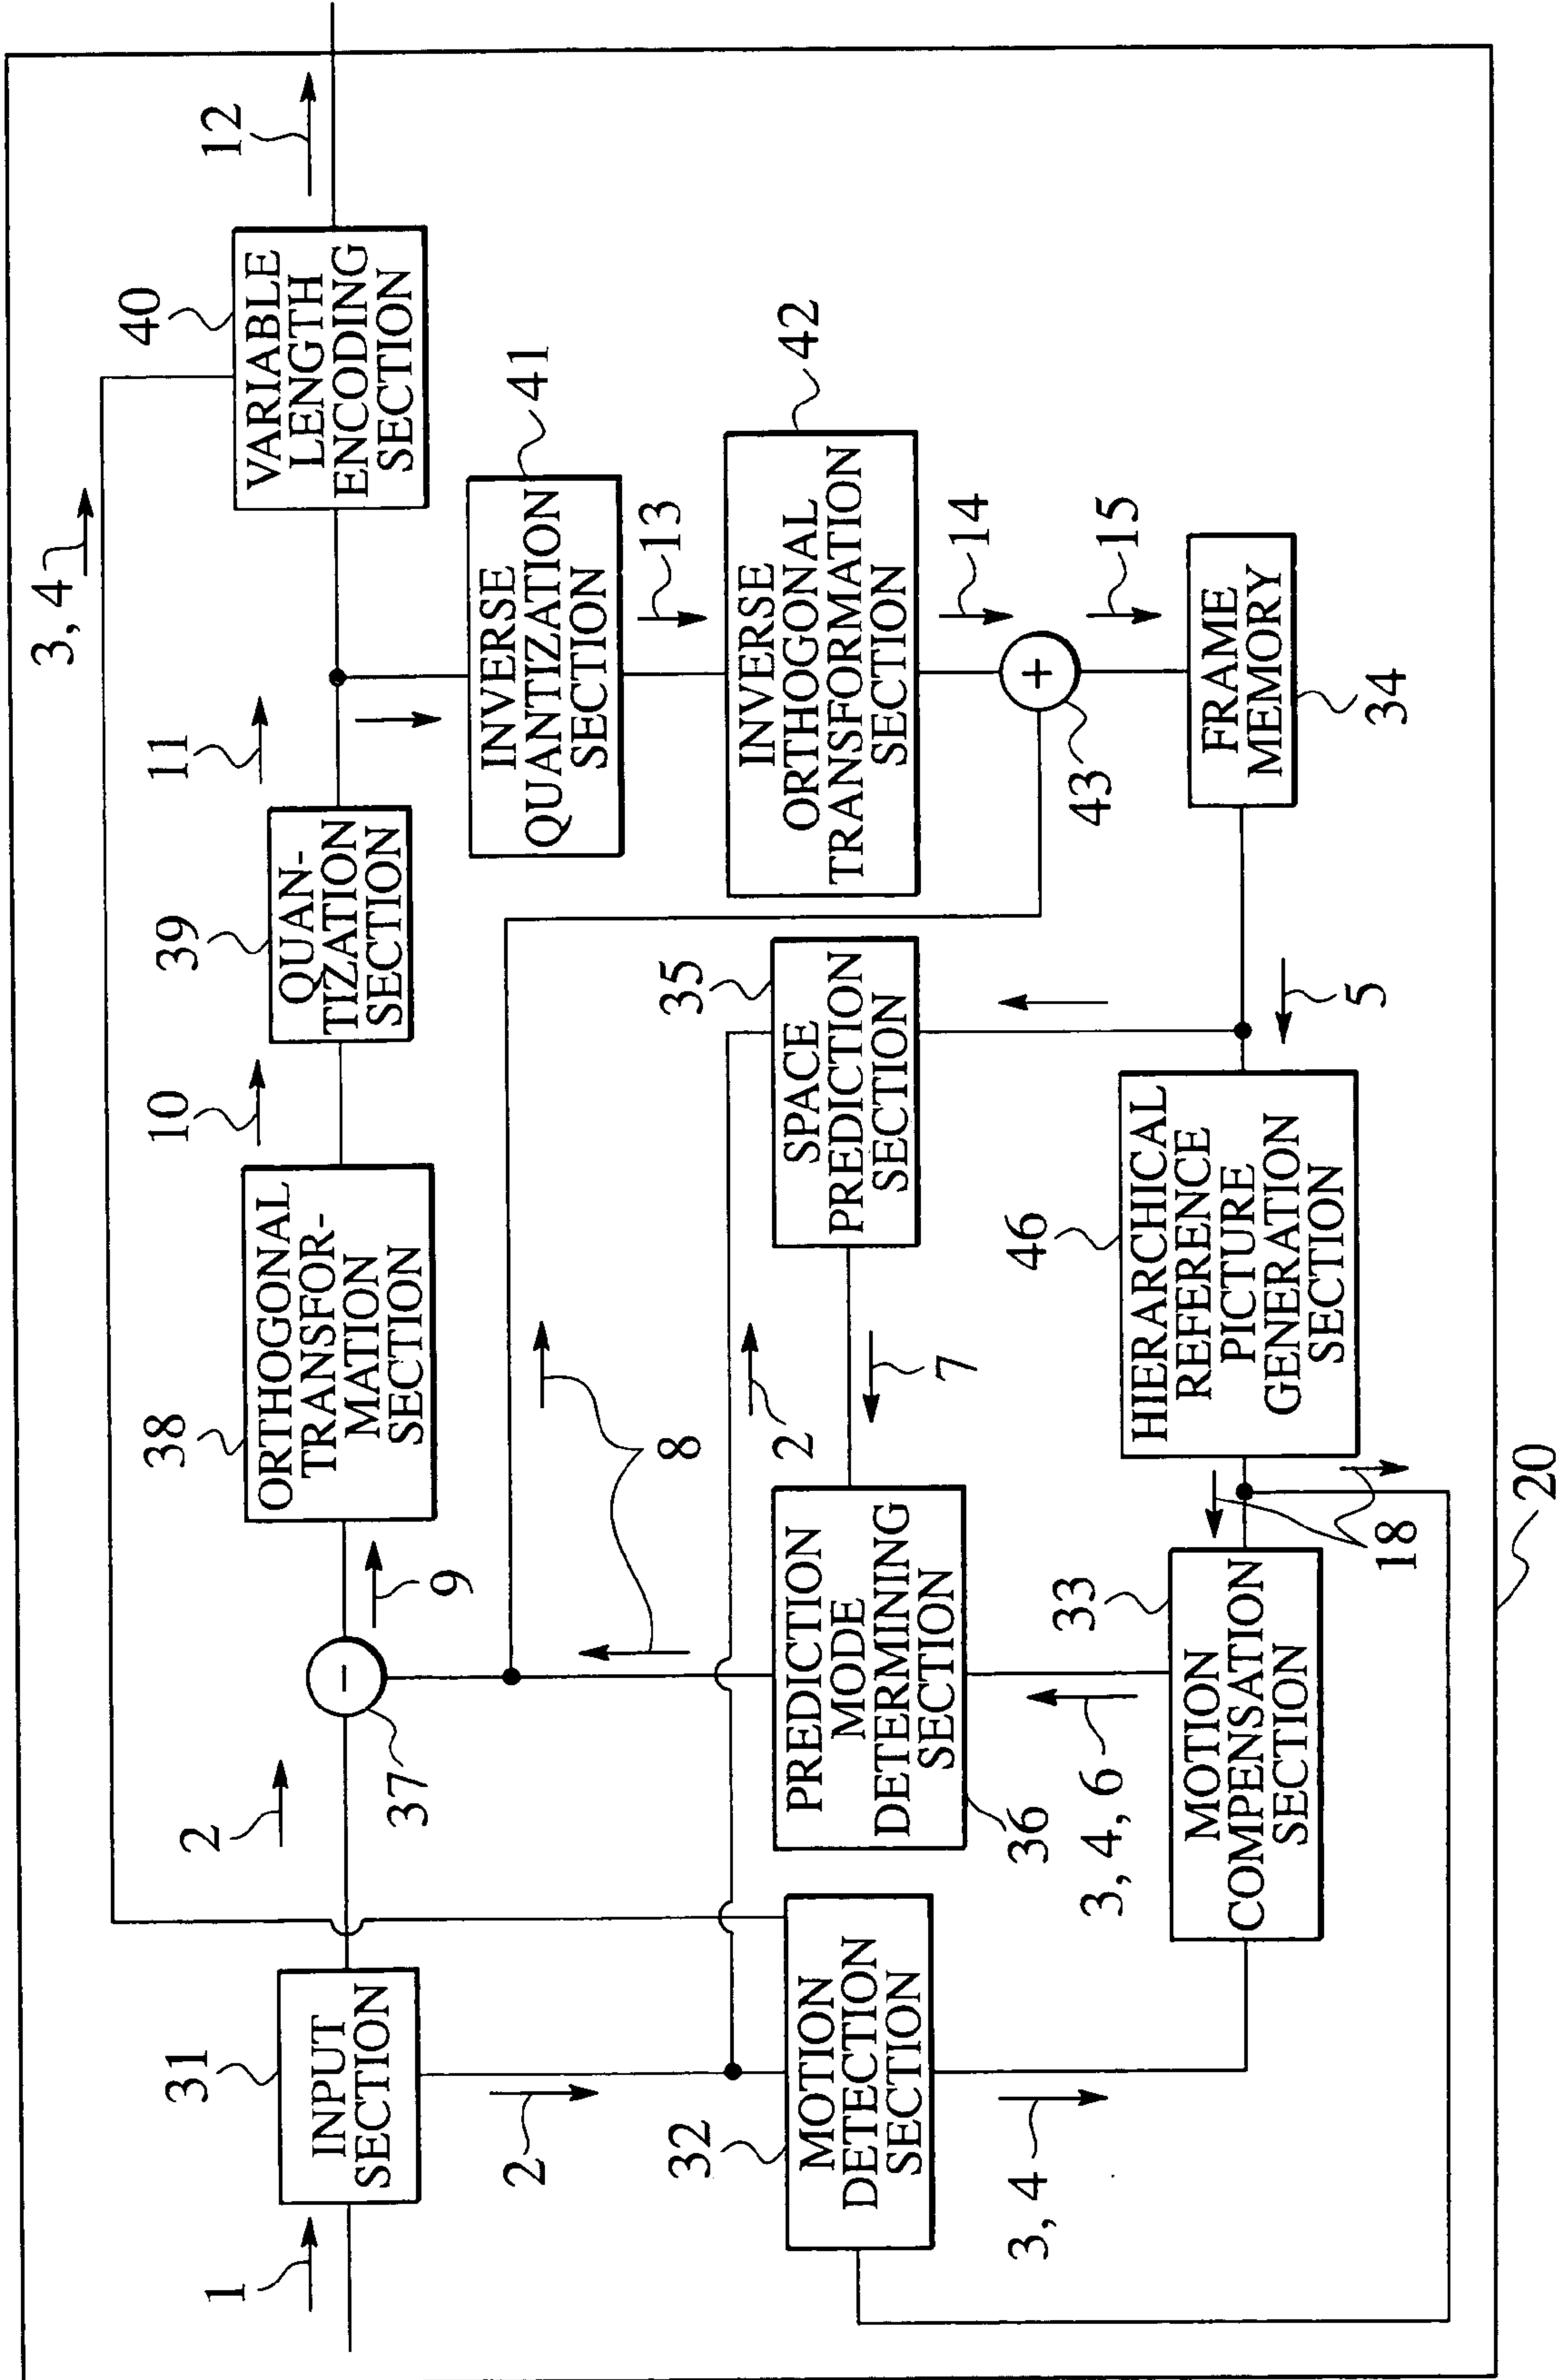 3, 4
12
40
VARIABLE
LENGTH
ENCODING
SECTION
11
39
QUAN-
TIZATION
SECTION
10
38
ORTHOGONAL
TRANSFOR-
MATION
SECTION
9
37
2
31
INPUT
SECTION
1
2
41
INVERSE
QUANTIZATION
SECTION
13
42
INVERSE
ORTHOGONAL
TRANSFORMATION
SECTION
14
+
43
15
FRAME
MEMORY
34
35
SPACE
PREDICTION
SECTION
8
2
7
5
-
PREDICTION
MODE
DETERMINING
SECTION
36
32
MOTION
DETECTION
SECTION
3, 4
3, 4, 6
33
MOTION
COMPENSATION
SECTION
46
HIERARCHICAL
REFERENCE
PICTURE
GENERATION
SECTION
18
20